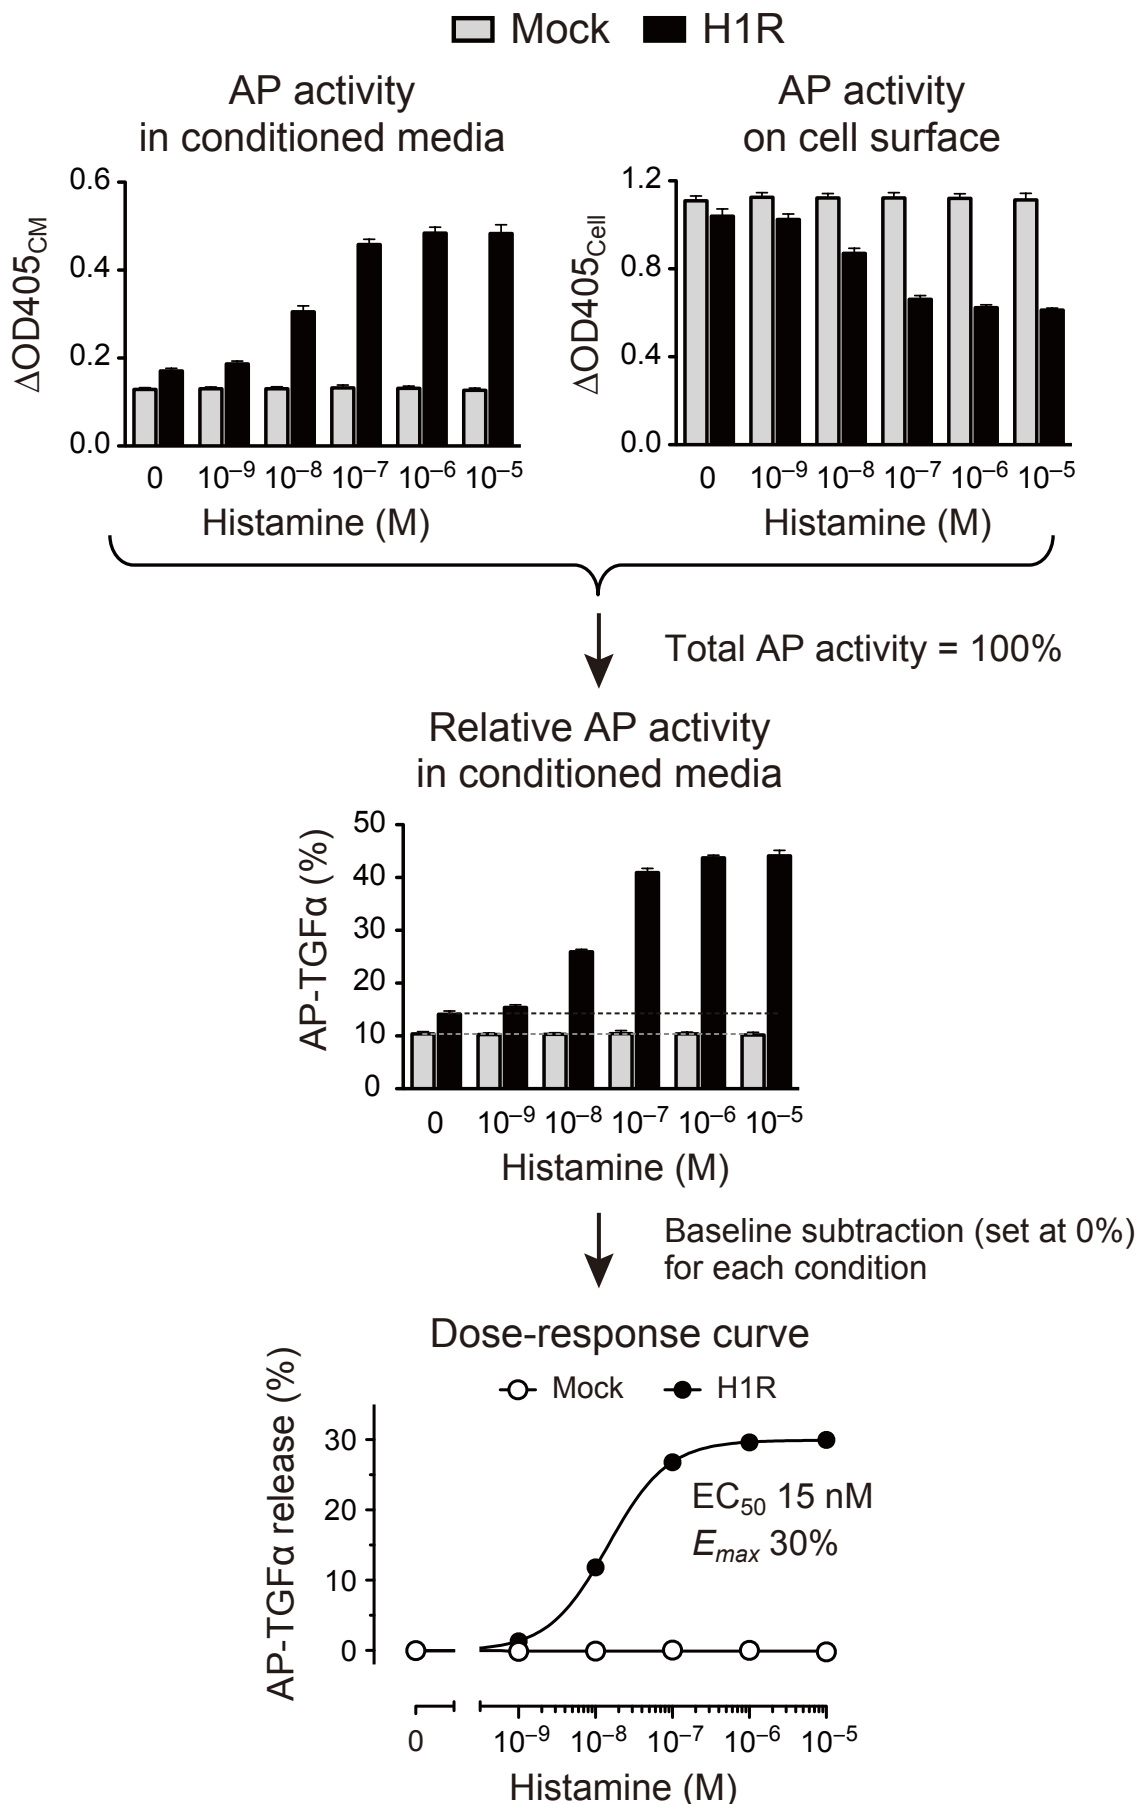 Mock H1R
AP activity
in conditioned media
AP activity
on cell surface
ΔOD405CM
0.6
0.4
0.2
0.0
0 10–9 10–8 10–7 10–6 10–5
Histamine (M)
ΔOD405Cell
1.2
0.8
0.4
0.0
0 10–9 10–8 10–7 10–6 10–5
Histamine (M)
Total AP activity = 100%
Relative AP activity
in conditioned media
AP-TGFα (%)
50
40
30
20
10
0
0 10–9 10–8 10–7 10–6 10–5
Histamine (M)
Baseline subtraction (set at 0%)
for each condition
Dose-response curve
Mock H1R
AP-TGFα release (%)
30
20
10
0
EC50 15 nM
Emax 30%
0 10–9 10–8 10–7 10–6 10–5
Histamine (M)